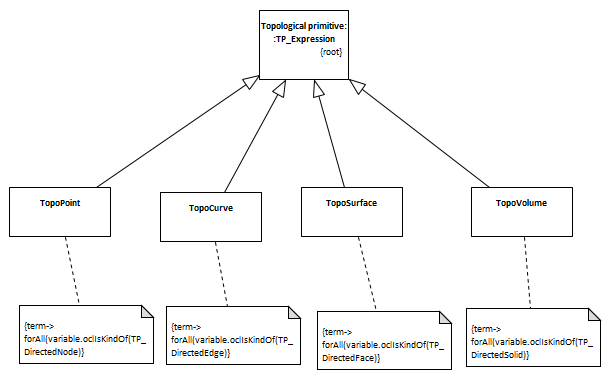 Topological primitive:
:TP_Expression
{root}
TopoPoint
TopoCurve
TopoSurface
TopoVolume
{term->
forAll(variable.oclIsKindOf(TP_
DirectedNode)}
{term->
forAll(variable.oclIsKindOf(TP_
DirectedEdge)}
{term->
forAll(variable.oclIsKindOf(TP_
DirectedFace)}
{term->
forAll(variable.oclIsKindOf(TP_
DirectedSolid)}